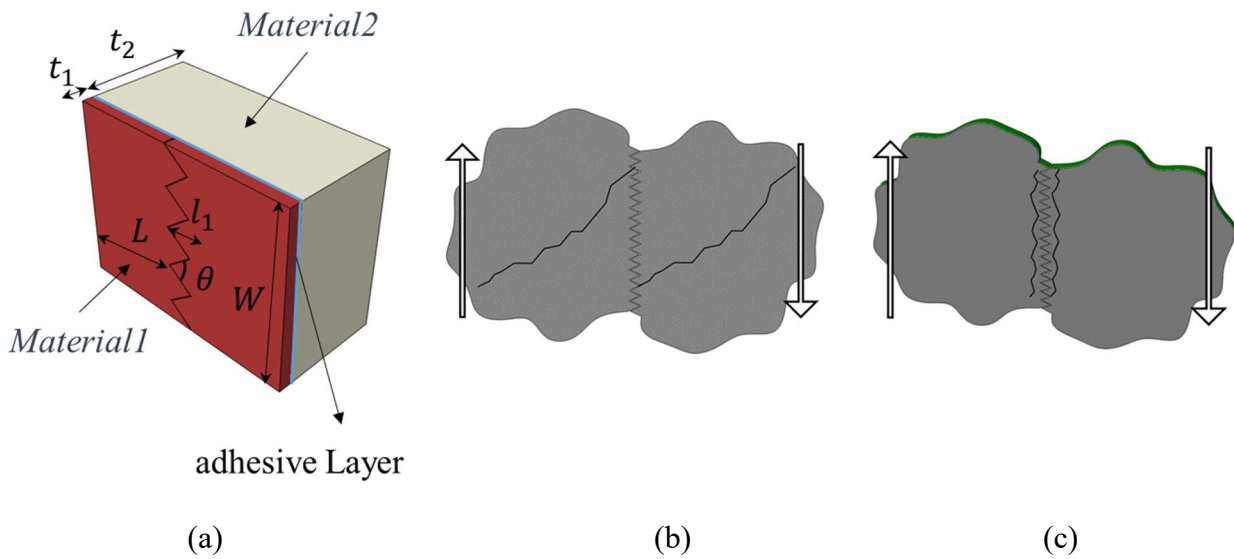 Material2
t₂
t₁
L
l₁
θ
W
Material1
adhesive Layer
(a)
(b)
(c)